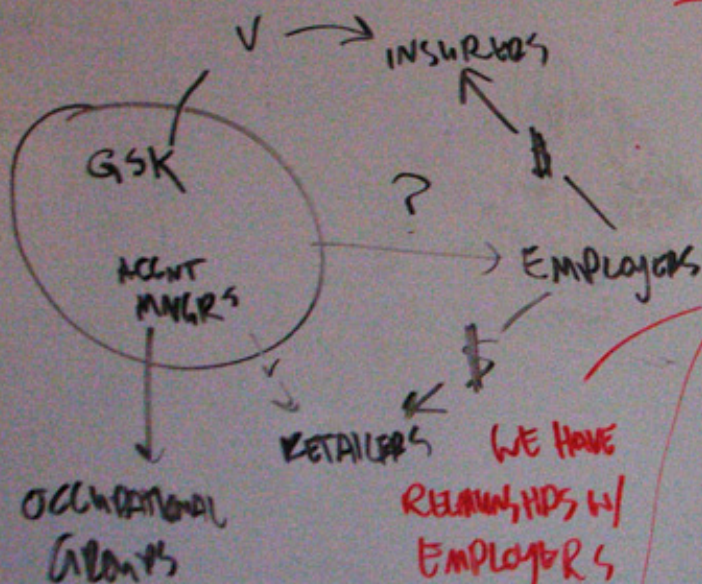 V
INSURERS
GSK
$
?
ACCNT
MNGRS
EMPLOYERS
V
$
RETAILERS
WE HAVE
OCCUPATIONAL
GROUPS
RELATIONSHIPS W/
EMPLOYERS